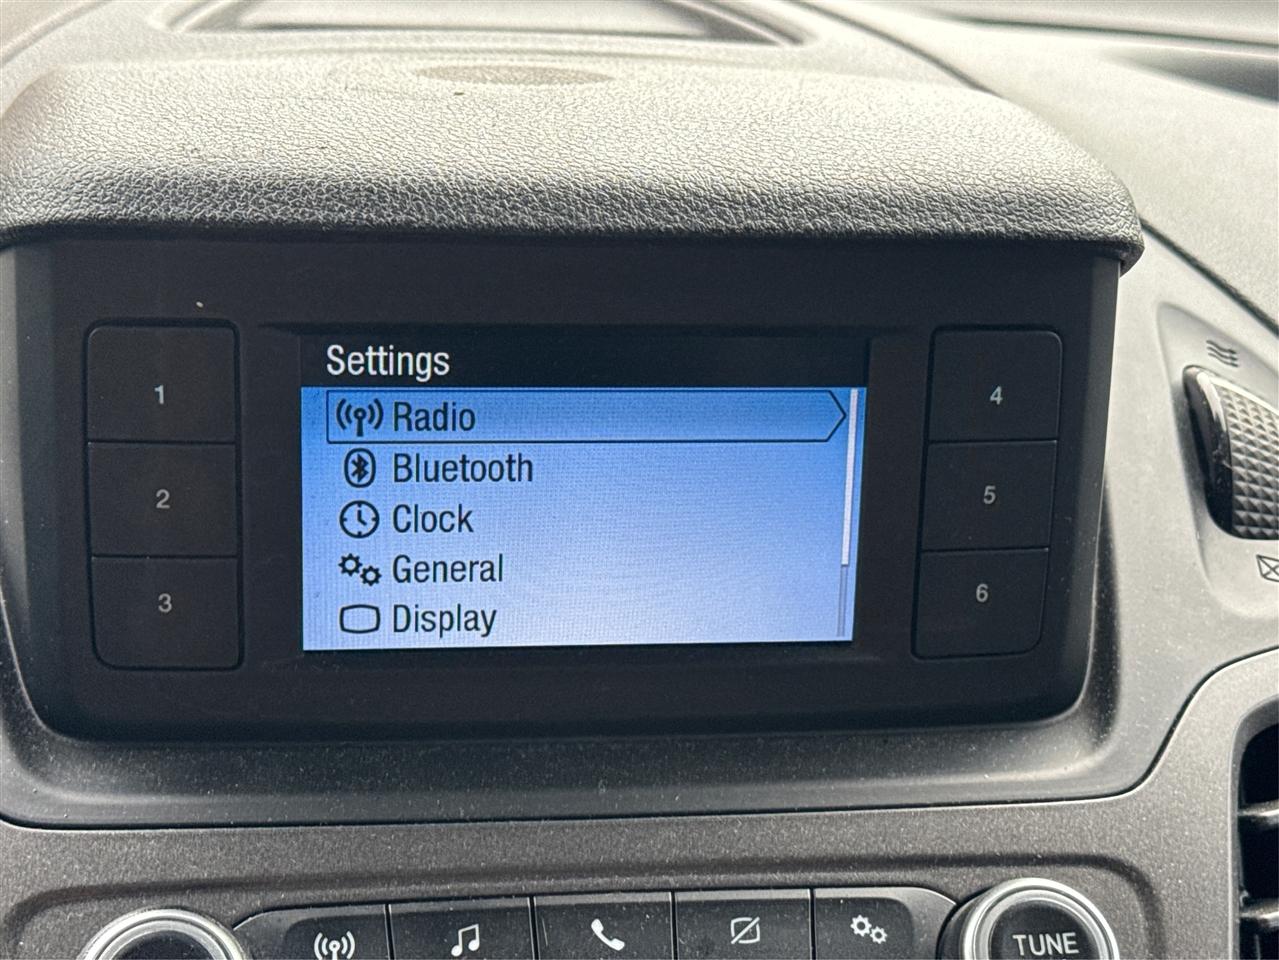 Settings
Radio
Bluetooth
Clock
General
Display
1
2
3
4
5
6
TUNE